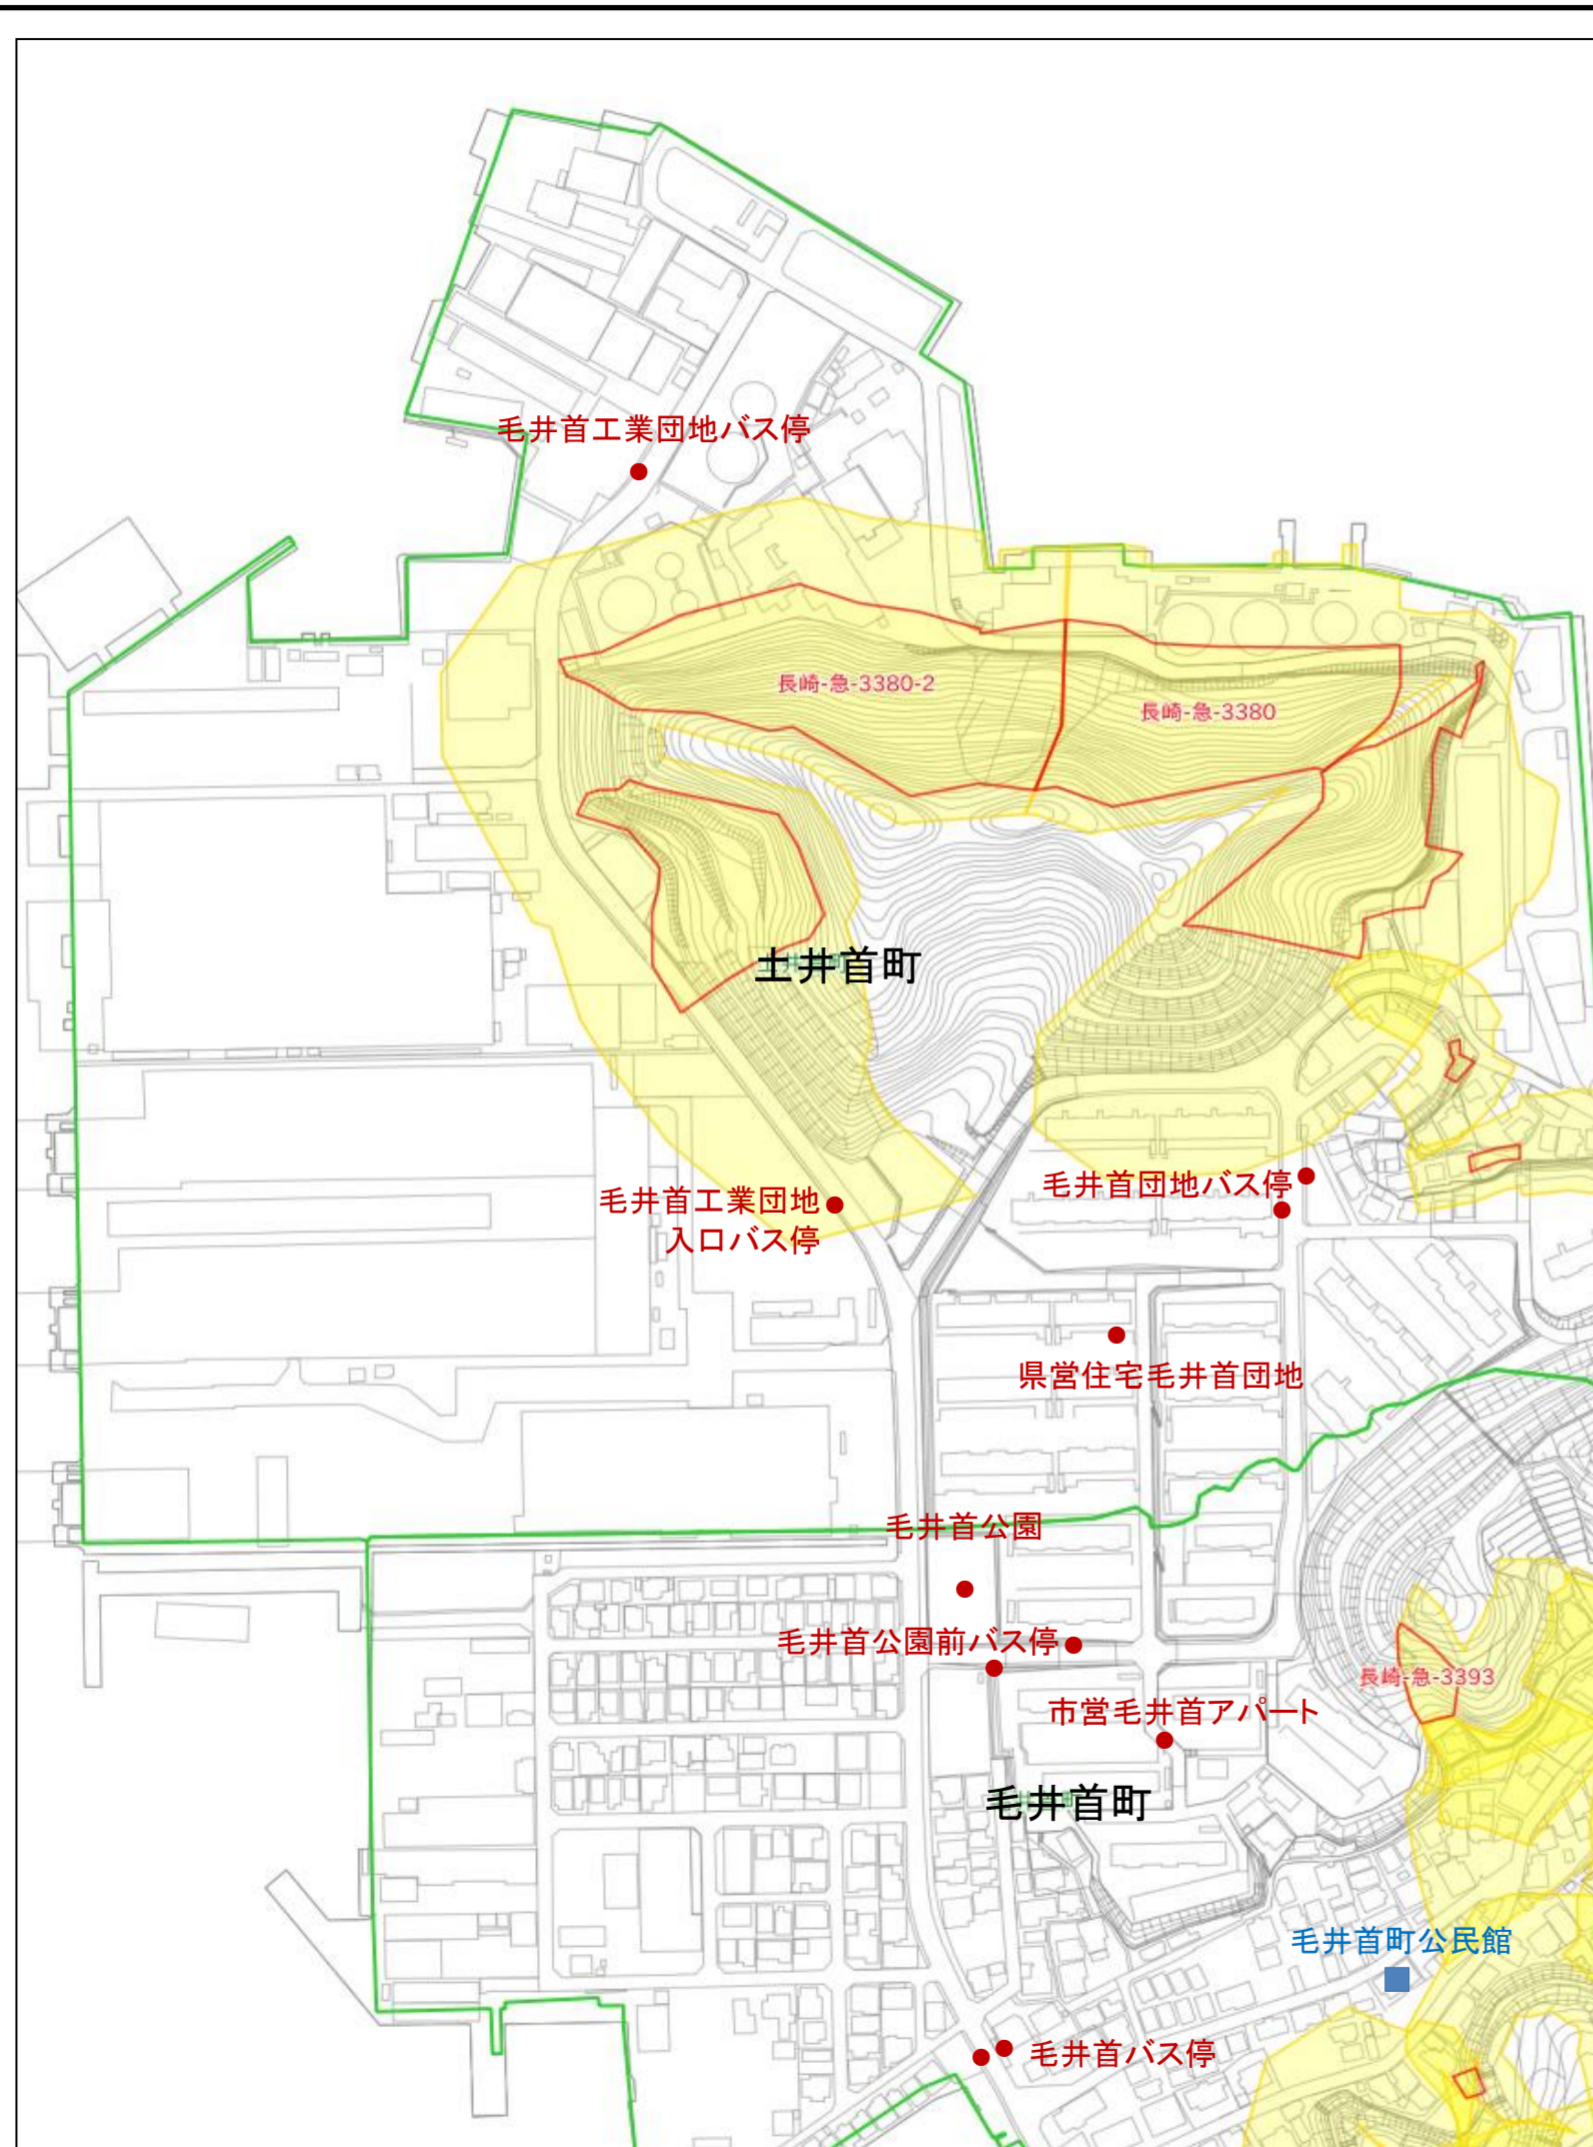 毛井首工業団地バス停
長崎-急-3380-2
長崎-急-3380
土井首町
毛井首工業団地
入口バス停
毛井首団地バス停
県営住宅毛井首団地
毛井首公園
毛井首公園前バス停
長崎-急-3393
市営毛井首アパート
毛井首町
毛井首町公民館
毛井首バス停